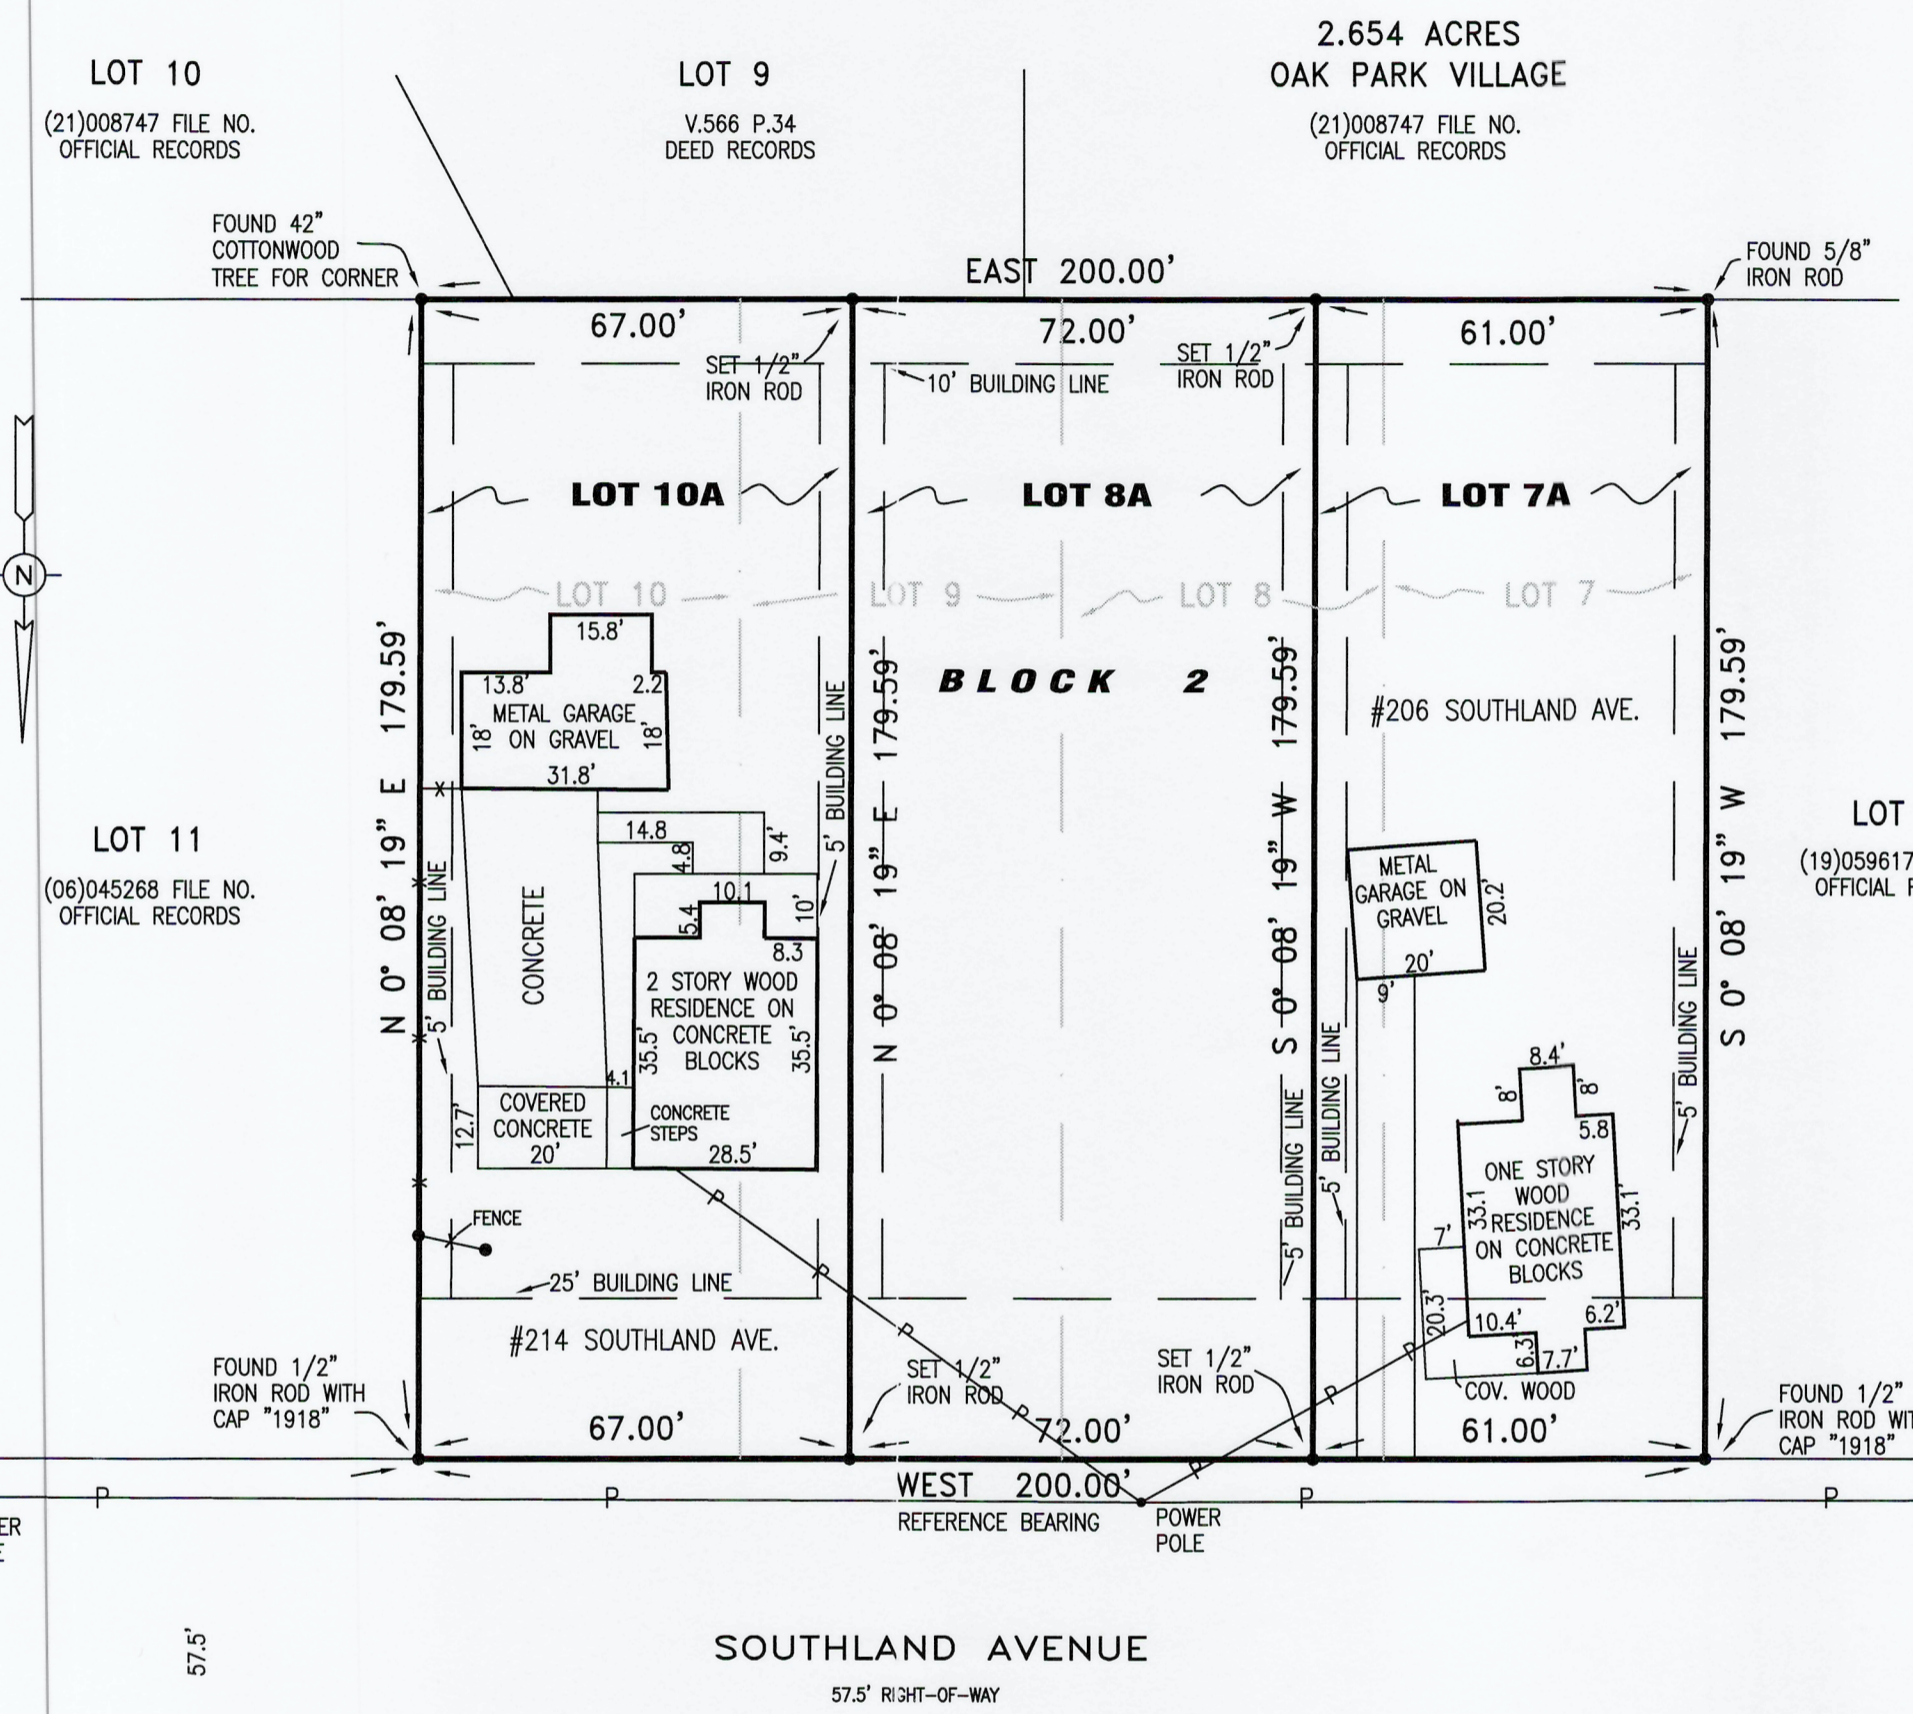 2.654 ACRES
OAK PARK VILLAGE
(21)008747 FILE NO.
OFFICIAL RECORDS
LOT 10
(21)008747 FILE NO.
OFFICIAL RECORDS
LOT 9
V.566 P.34
DEED RECORDS
FOUND 42"
COTTONWOOD
TREE FOR CORNER
EAST 200.00'
FOUND 5/8"
IRON ROD
67.00'
72.00'
61.00'
SET 1/2"
IRON ROD
10' BUILDING LINE
SET 1/2"
IRON ROD
LOT 10A
LOT 8A
LOT 7A
N
LOT 10
LOT 9
LOT 8
LOT 7
BLOCK 2
#206 SOUTHLAND AVE.
N 0° 08' 19" E 179.59'
N 0° 08' 19" E 179.59'
S 0° 08' 19" W 179.59'
S 0° 08' 19" W 179.59'
15.8'
13.8'
2.2
METAL GARAGE
ON GRAVEL
18'
18'
31.8'
5' BUILDING LINE
5' BUILDING LINE
14.8
4.8
9.4'
CONCRETE
10.1
5.4
10'
8.3
2 STORY WOOD
RESIDENCE ON
CONCRETE
BLOCKS
35.5'
35.5'
4.1
COVERED
CONCRETE
20'
12.7'
CONCRETE
STEPS
28.5'
LOT 11
(06)045268 FILE NO.
OFFICIAL RECORDS
LOT
(19)059617
OFFICIAL
METAL
GARAGE ON
GRAVEL
20.2'
20'
9'
5' BUILDING LINE
5' BUILDING LINE
5' BUILDING LINE
8.4'
8'
8'
5.8
ONE STORY
WOOD
RESIDENCE
ON CONCRETE
BLOCKS
33.1
33.1'
7'
20.3'
10.4'
6.2'
6.3'
7.7'
COV. WOOD
FENCE
25' BUILDING LINE
#214 SOUTHLAND AVE.
FOUND 1/2"
IRON ROD WITH
CAP "1918"
SET 1/2"
IRON ROD
SET 1/2"
IRON ROD
FOUND 1/2"
IRON ROD WIT
CAP "1918"
67.00'
72.00'
61.00'
P
P
P
P
P
P
P
P
P
P
P
WEST 200.00'
REFERENCE BEARING
POWER
POLE
ER
57.5'
SOUTHLAND AVENUE
57.5' RIGHT-OF-WAY